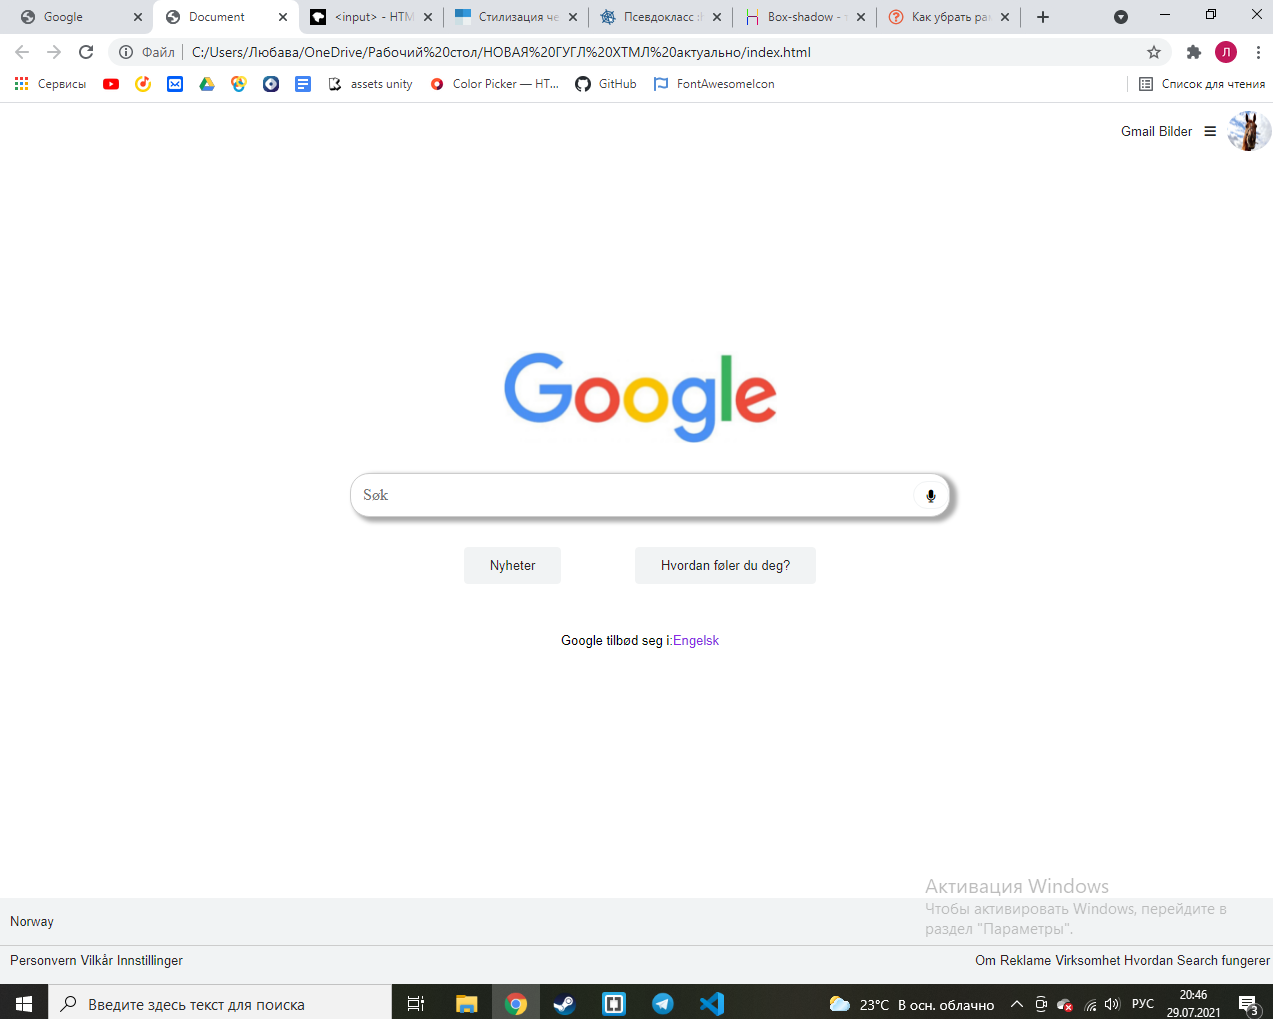 Google
Document
<input> - HTM
Стилизация че
Псевдокласс :h
Box-shadow - т
Как убрать ра
Файл
C:/Users/Любава/OneDrive/Рабочий%20стол/НОВАЯ%20ГУГЛ%20ХТМЛ%20актуально/index.html
Л
Сервисы
assets unity
Color Picker — HT...
GitHub
FontAwesomeIcon
Список для чтения
Gmail Bilder
Google
Søk
Nyheter
Hvordan føler du deg?
Google tilbød seg i:Engelsk
Активация Windows
Чтобы активировать Windows, перейдите в
раздел "Параметры".
Norway
Personvern Vilkår Innstillinger
Om Reklame Virksomhet Hvordan Search fungerer
Введите здесь текст для поиска
23°C В осн. облачно
РУС
20:46
29.07.2021
3